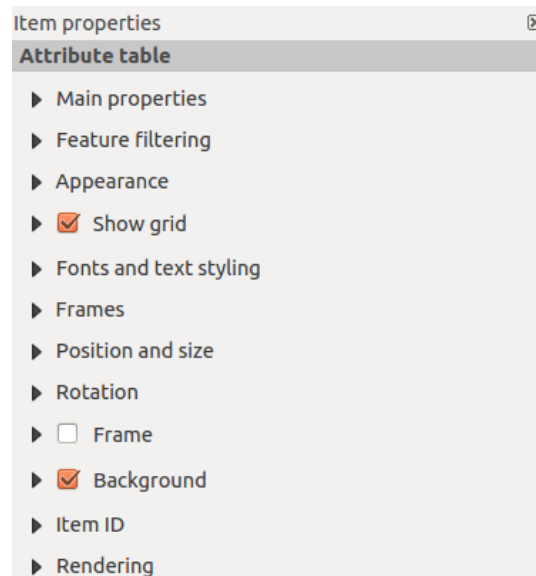 Item properties
Attribute table
Main properties
Feature filtering
Appearance
Show grid
Fonts and text styling
Frames
Position and size
Rotation
Frame
Background
Item ID
Rendering